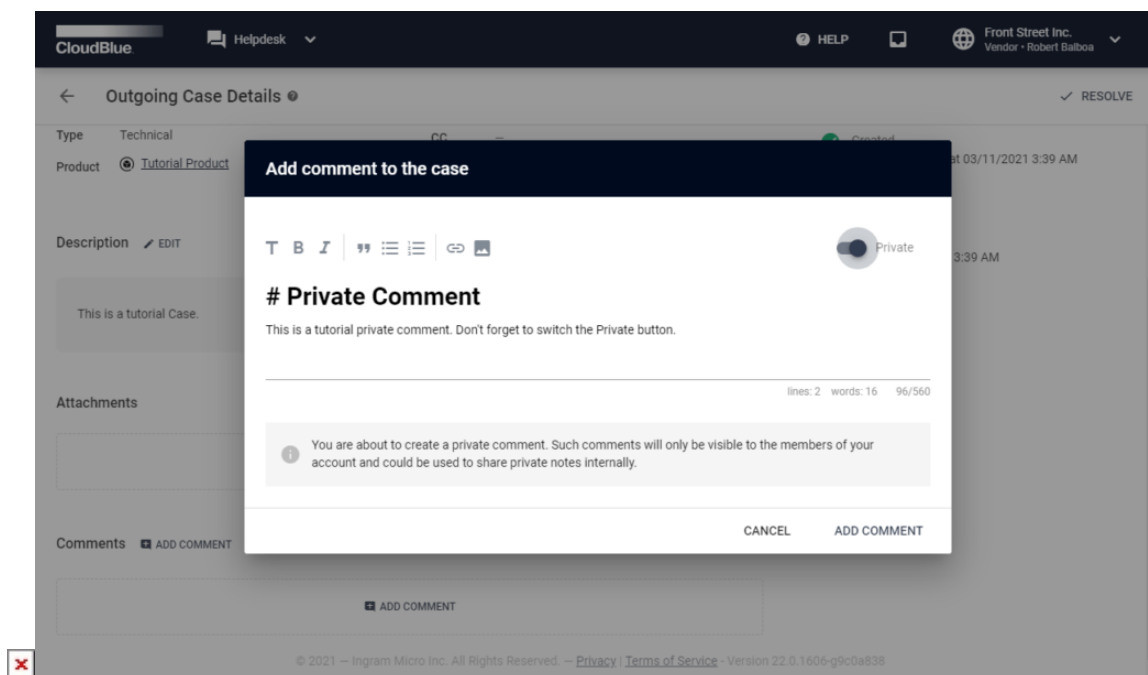 CloudBlue
Helpdesk
HELP
Front Street Inc.
Vendor • Robert Balboa
Outgoing Case Details
RESOLVE
Type Technical
CC —
Created
Product Tutorial Product
at 03/11/2021 3:39 AM
Add comment to the case
Description EDIT
T B I
Private
3:39 AM
# Private Comment
This is a tutorial Case.
This is a tutorial private comment. Don't forget to switch the Private button.
lines: 2 words: 16 96/560
Attachments
You are about to create a private comment. Such comments will only be visible to the members of your
account and could be used to share private notes internally.
CANCEL ADD COMMENT
Comments ADD COMMENT
ADD COMMENT
© 2021 — Ingram Micro Inc. All Rights Reserved. — Privacy | Terms of Service - Version 22.0.1606-g9c0a838